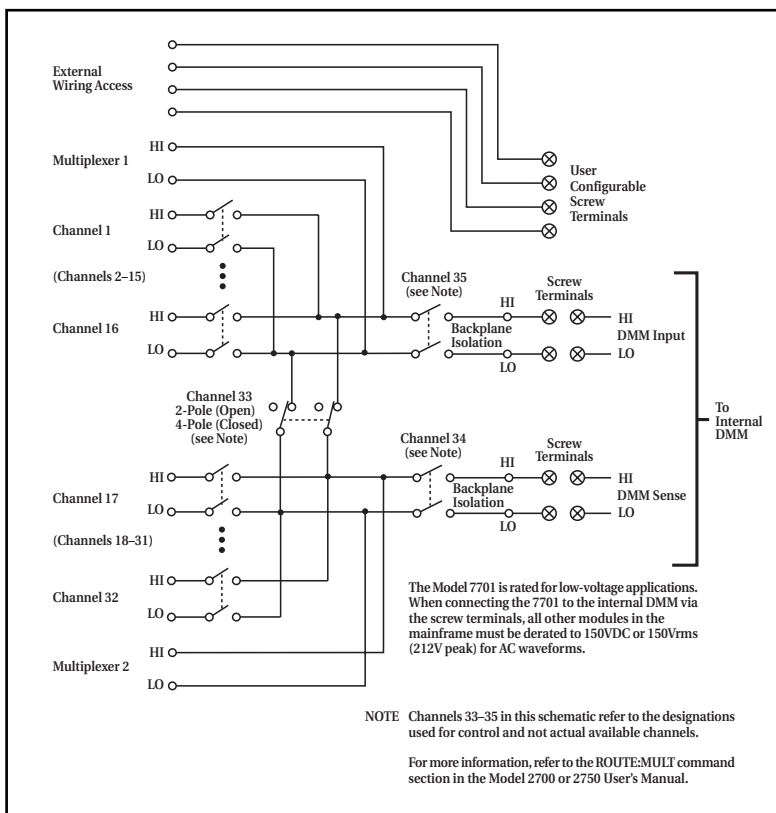 External
Wiring Access
Multiplexer 1
HI
LO
Channel 1
HI
LO
(Channels 2–15)
Channel 16
HI
LO
User
Configurable
Screw
Terminals
Channel 35
(see Note)
Backplane
Isolation
HI
LO
Screw
Terminals
HI
DMM Input
LO
Channel 33
2-Pole (Open)
4-Pole (Closed)
(see Note)
To
Internal
DMM
Channel 34
(see Note)
Backplane
Isolation
HI
LO
Screw
Terminals
HI
DMM Sense
LO
Channel 17
HI
LO
(Channels 18–31)
Channel 32
HI
LO
Multiplexer 2
HI
LO
The Model 7701 is rated for low-voltage applications.
When connecting the 7701 to the internal DMM via
the screw terminals, all other modules in the
mainframe must be derated to 150VDC or 150Vrms
(212V peak) for AC waveforms.
NOTE Channels 33–35 in this schematic refer to the designations
used for control and not actual available channels.
For more information, refer to the ROUTE:MULT command
section in the Model 2700 or 2750 User's Manual.